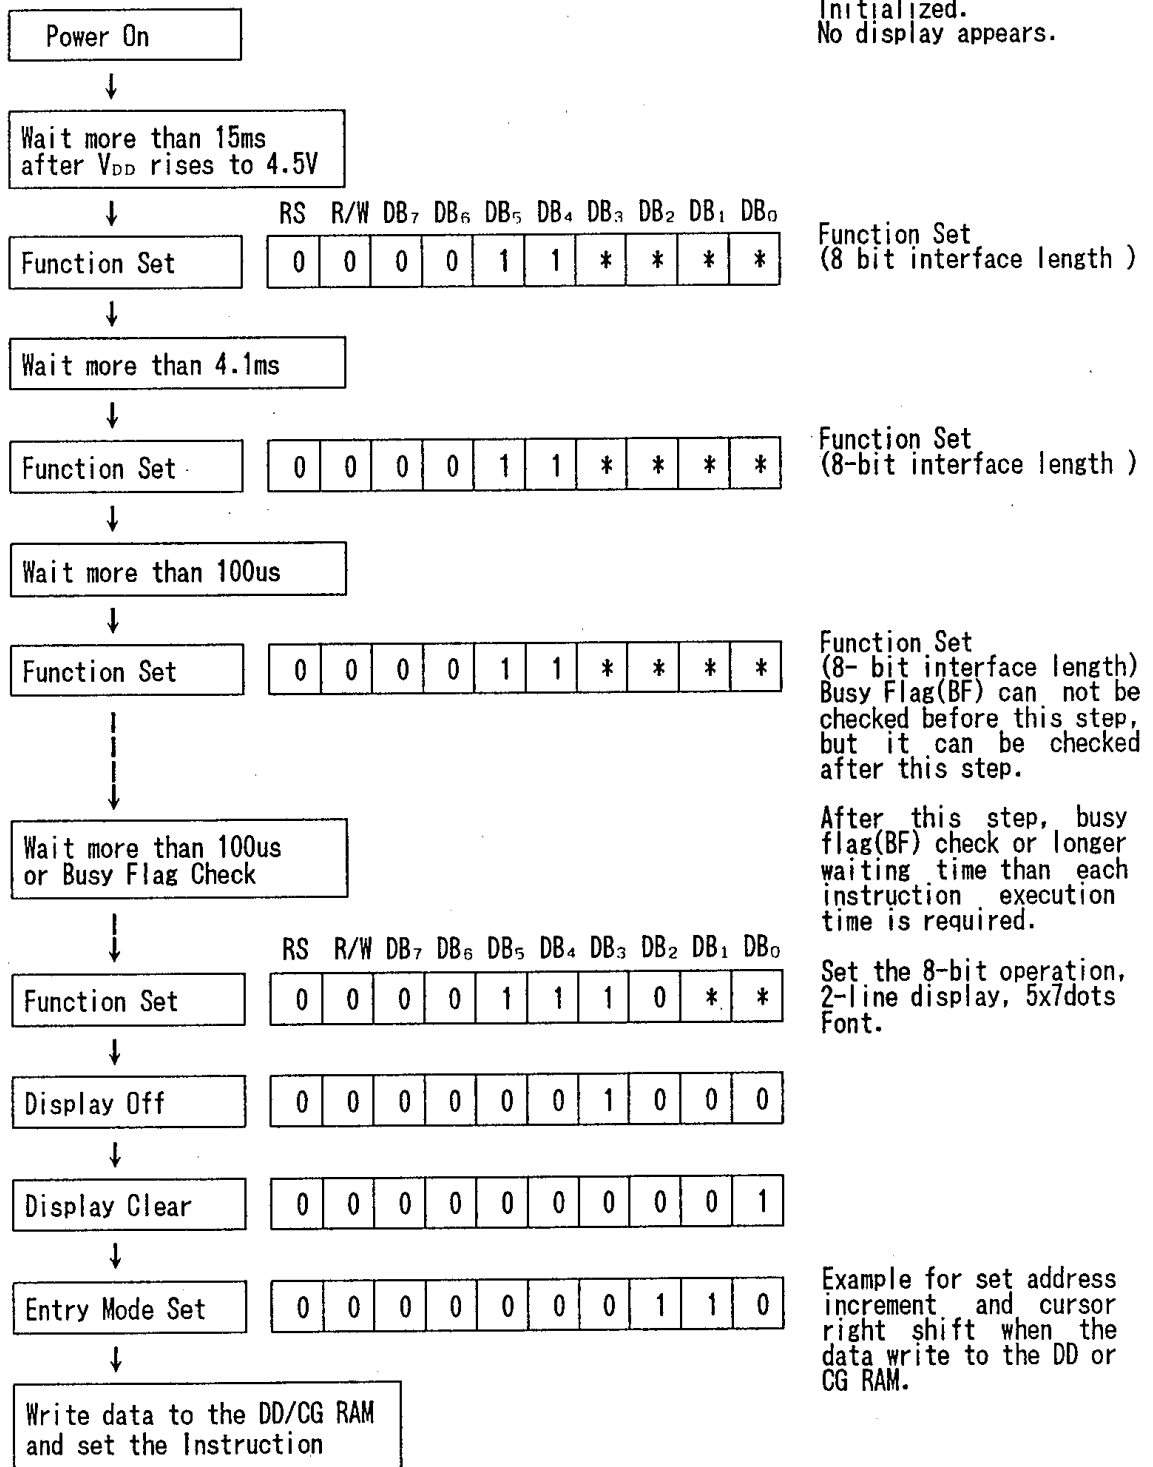 Initialized.
Power On
No display appears.
Wait more than 15ms
after VDD rises to 4.5V
RS R/W DB7 DB6 DB5 DB4 DB3 DB2 DB1 DB0
Function Set
0 0 0 0 1 1 * * * *
Function Set
(8 bit interface length )
Wait more than 4.1ms
Function Set
0 0 0 0 1 1 * * * *
Function Set
(8-bit interface length )
Wait more than 100us
Function Set
0 0 0 0 1 1 * * * *
Function Set
(8- bit interface length)
Busy Flag(BF) can not be
checked before this step,
but it can be checked
after this step.
Wait more than 100us
or Busy Flag Check
After this step, busy
flag(BF) check or longer
waiting time than each
instruction execution
time is required.
RS R/W DB7 DB6 DB5 DB4 DB3 DB2 DB1 DB0
Function Set
0 0 0 0 1 1 1 0 * *
Set the 8-bit operation,
2-line display, 5x7dots
Font.
Display Off
0 0 0 0 0 0 1 0 0 0
Display Clear
0 0 0 0 0 0 0 0 0 1
Entry Mode Set
0 0 0 0 0 0 0 1 1 0
Example for set address
increment and cursor
right shift when the
data write to the DD or
CG RAM.
Write data to the DD/CG RAM
and set the Instruction